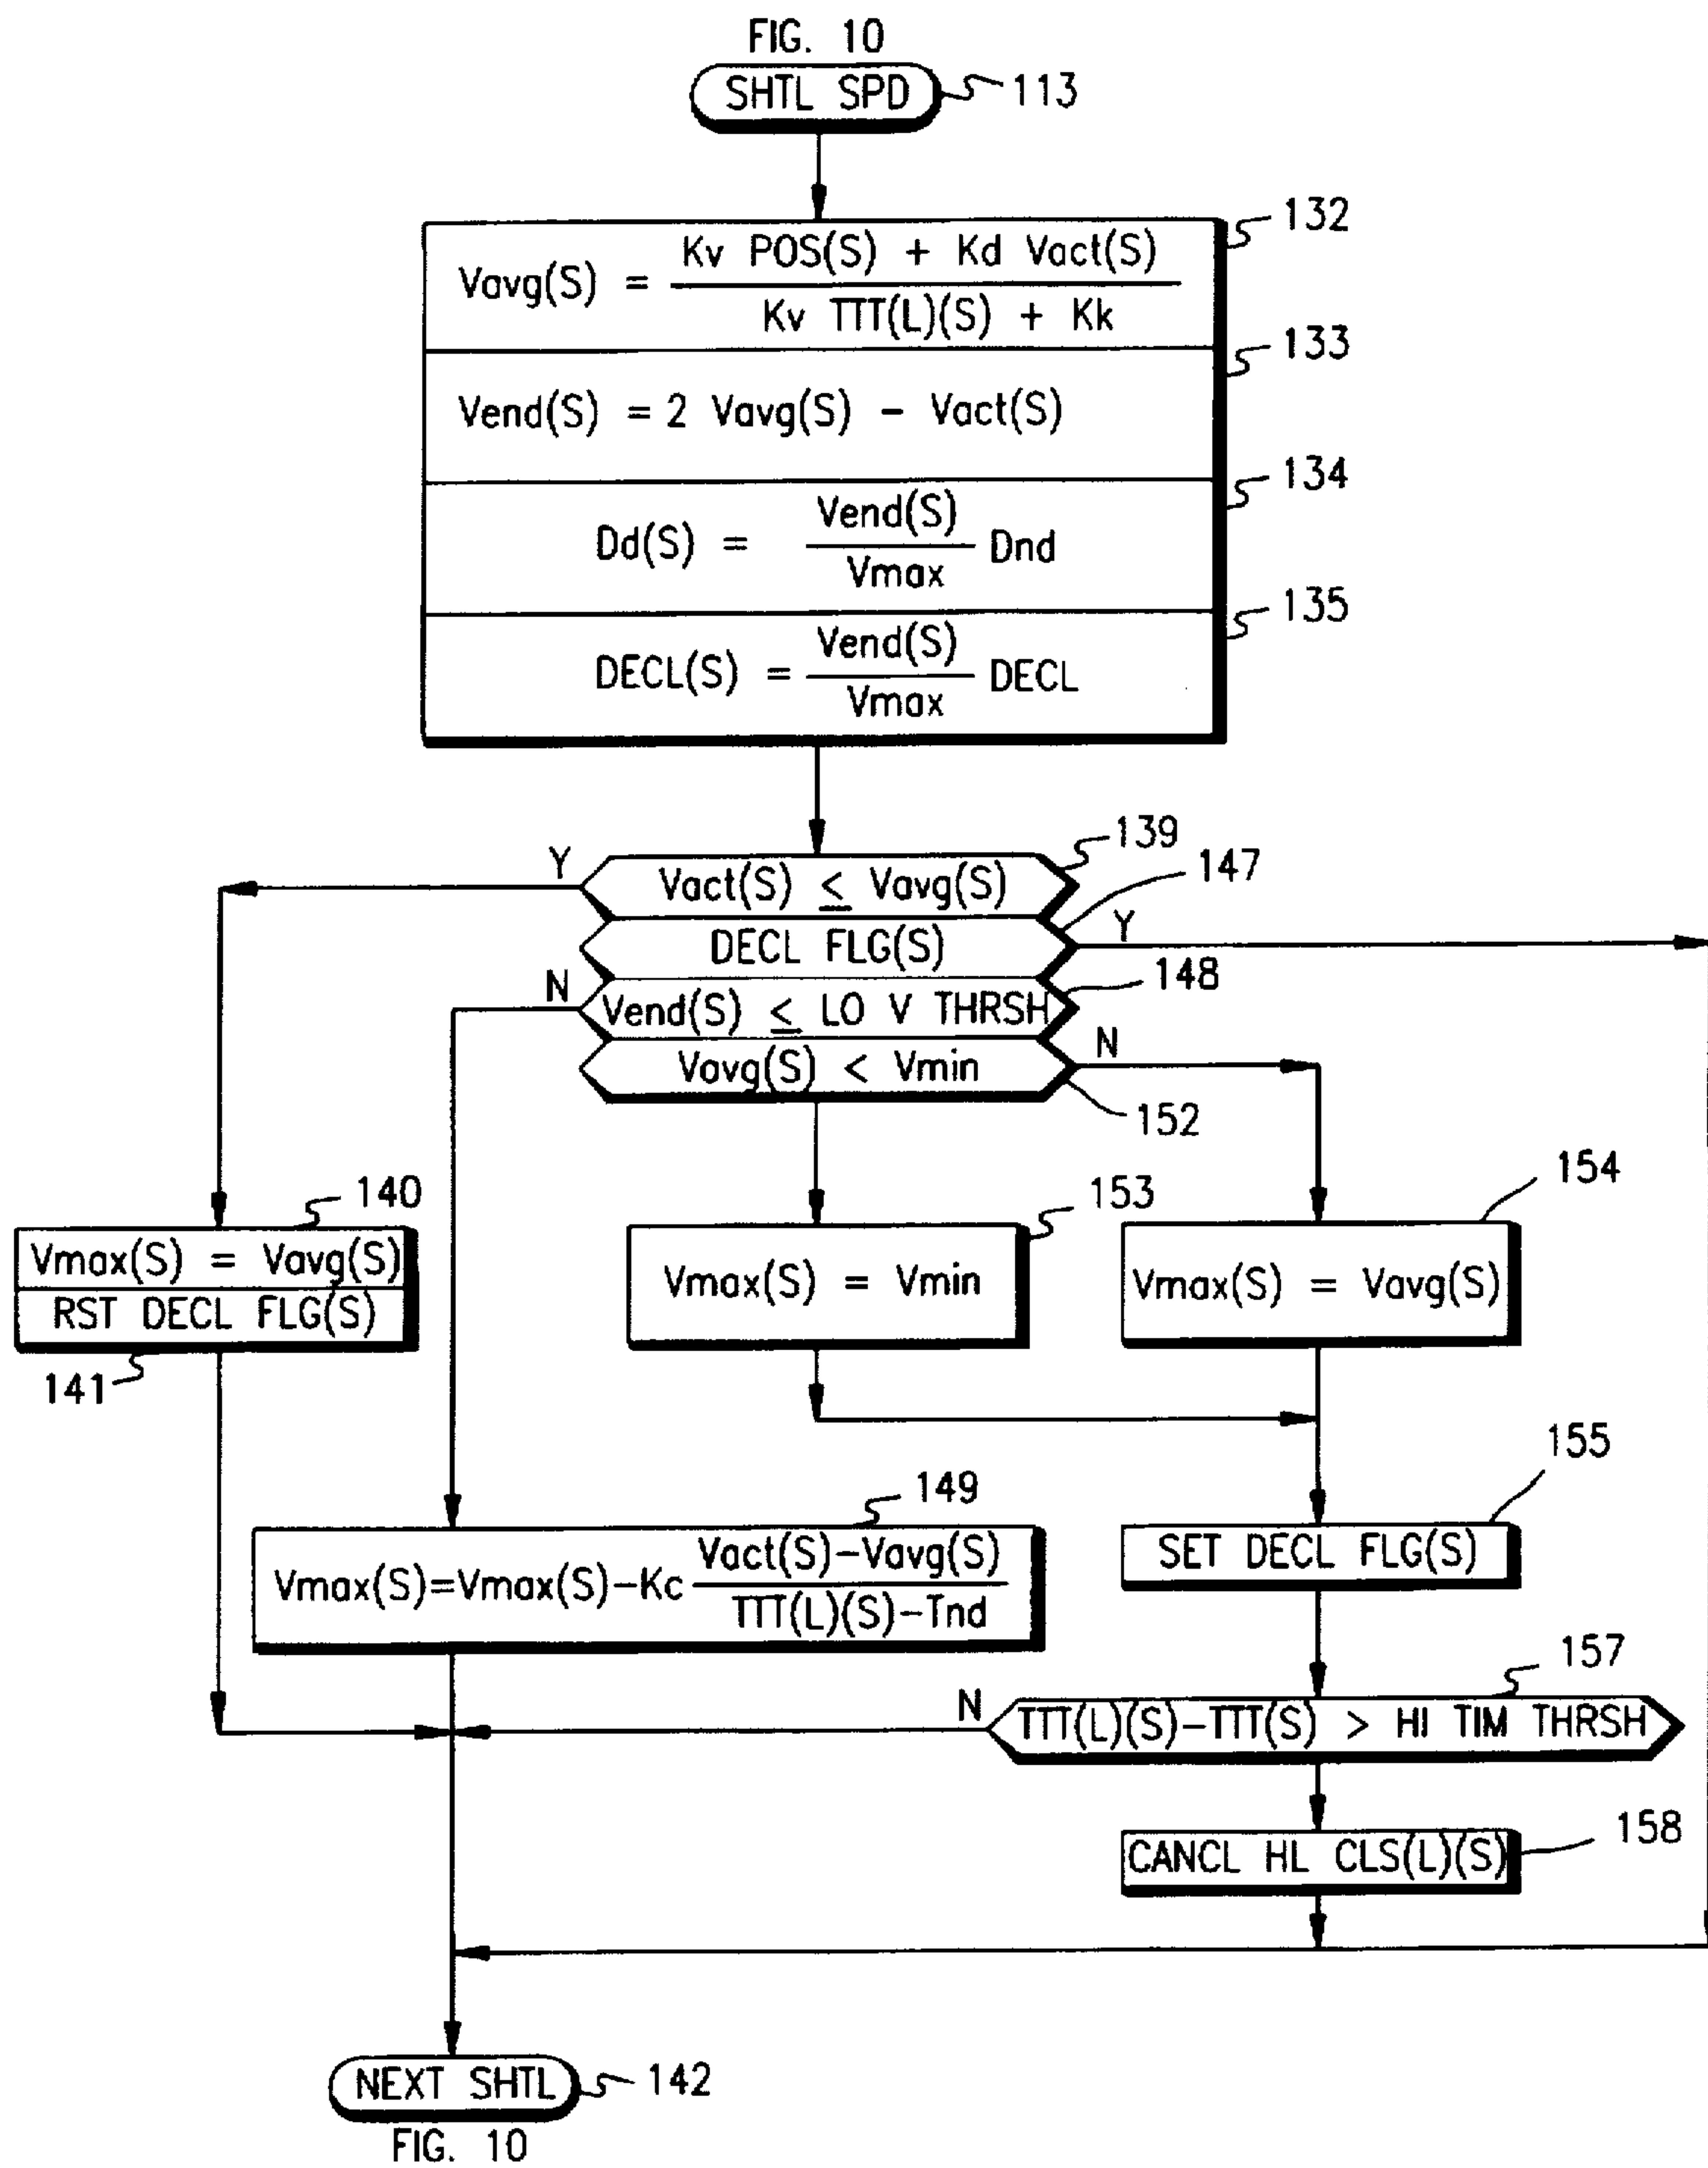 FIG. 10
SHTL SPD
113
132
Vavg(S) = Kv POS(S) + Kd Vact(S)
Kv TTT(L)(S) + Kk
133
Vend(S) = 2 Vavg(S) - Vact(S)
134
Dd(S) = Vend(S) Dnd
Vmax
135
DECL(S) = Vend(S) DECL
Vmax
139
Y
Vact(S) ≤ Vavg(S)
147
DECL FLG(S)
Y
148
N
Vend(S) ≤ LO V THRSH
Vavg(S) < Vmin
N
152
140
Vmax(S) = Vavg(S)
RST DECL FLG(S)
141
153
Vmax(S) = Vmin
154
Vmax(S) = Vavg(S)
155
SET DECL FLG(S)
149
Vmax(S)=Vmax(S)-Kc Vact(S)-Vavg(S)
TTT(L)(S)-Tnd
157
N
TTT(L)(S)-TTT(S) > HI TIM THRSH
158
CANCL HL CLS(L)(S)
NEXT SHTL
142
FIG. 10